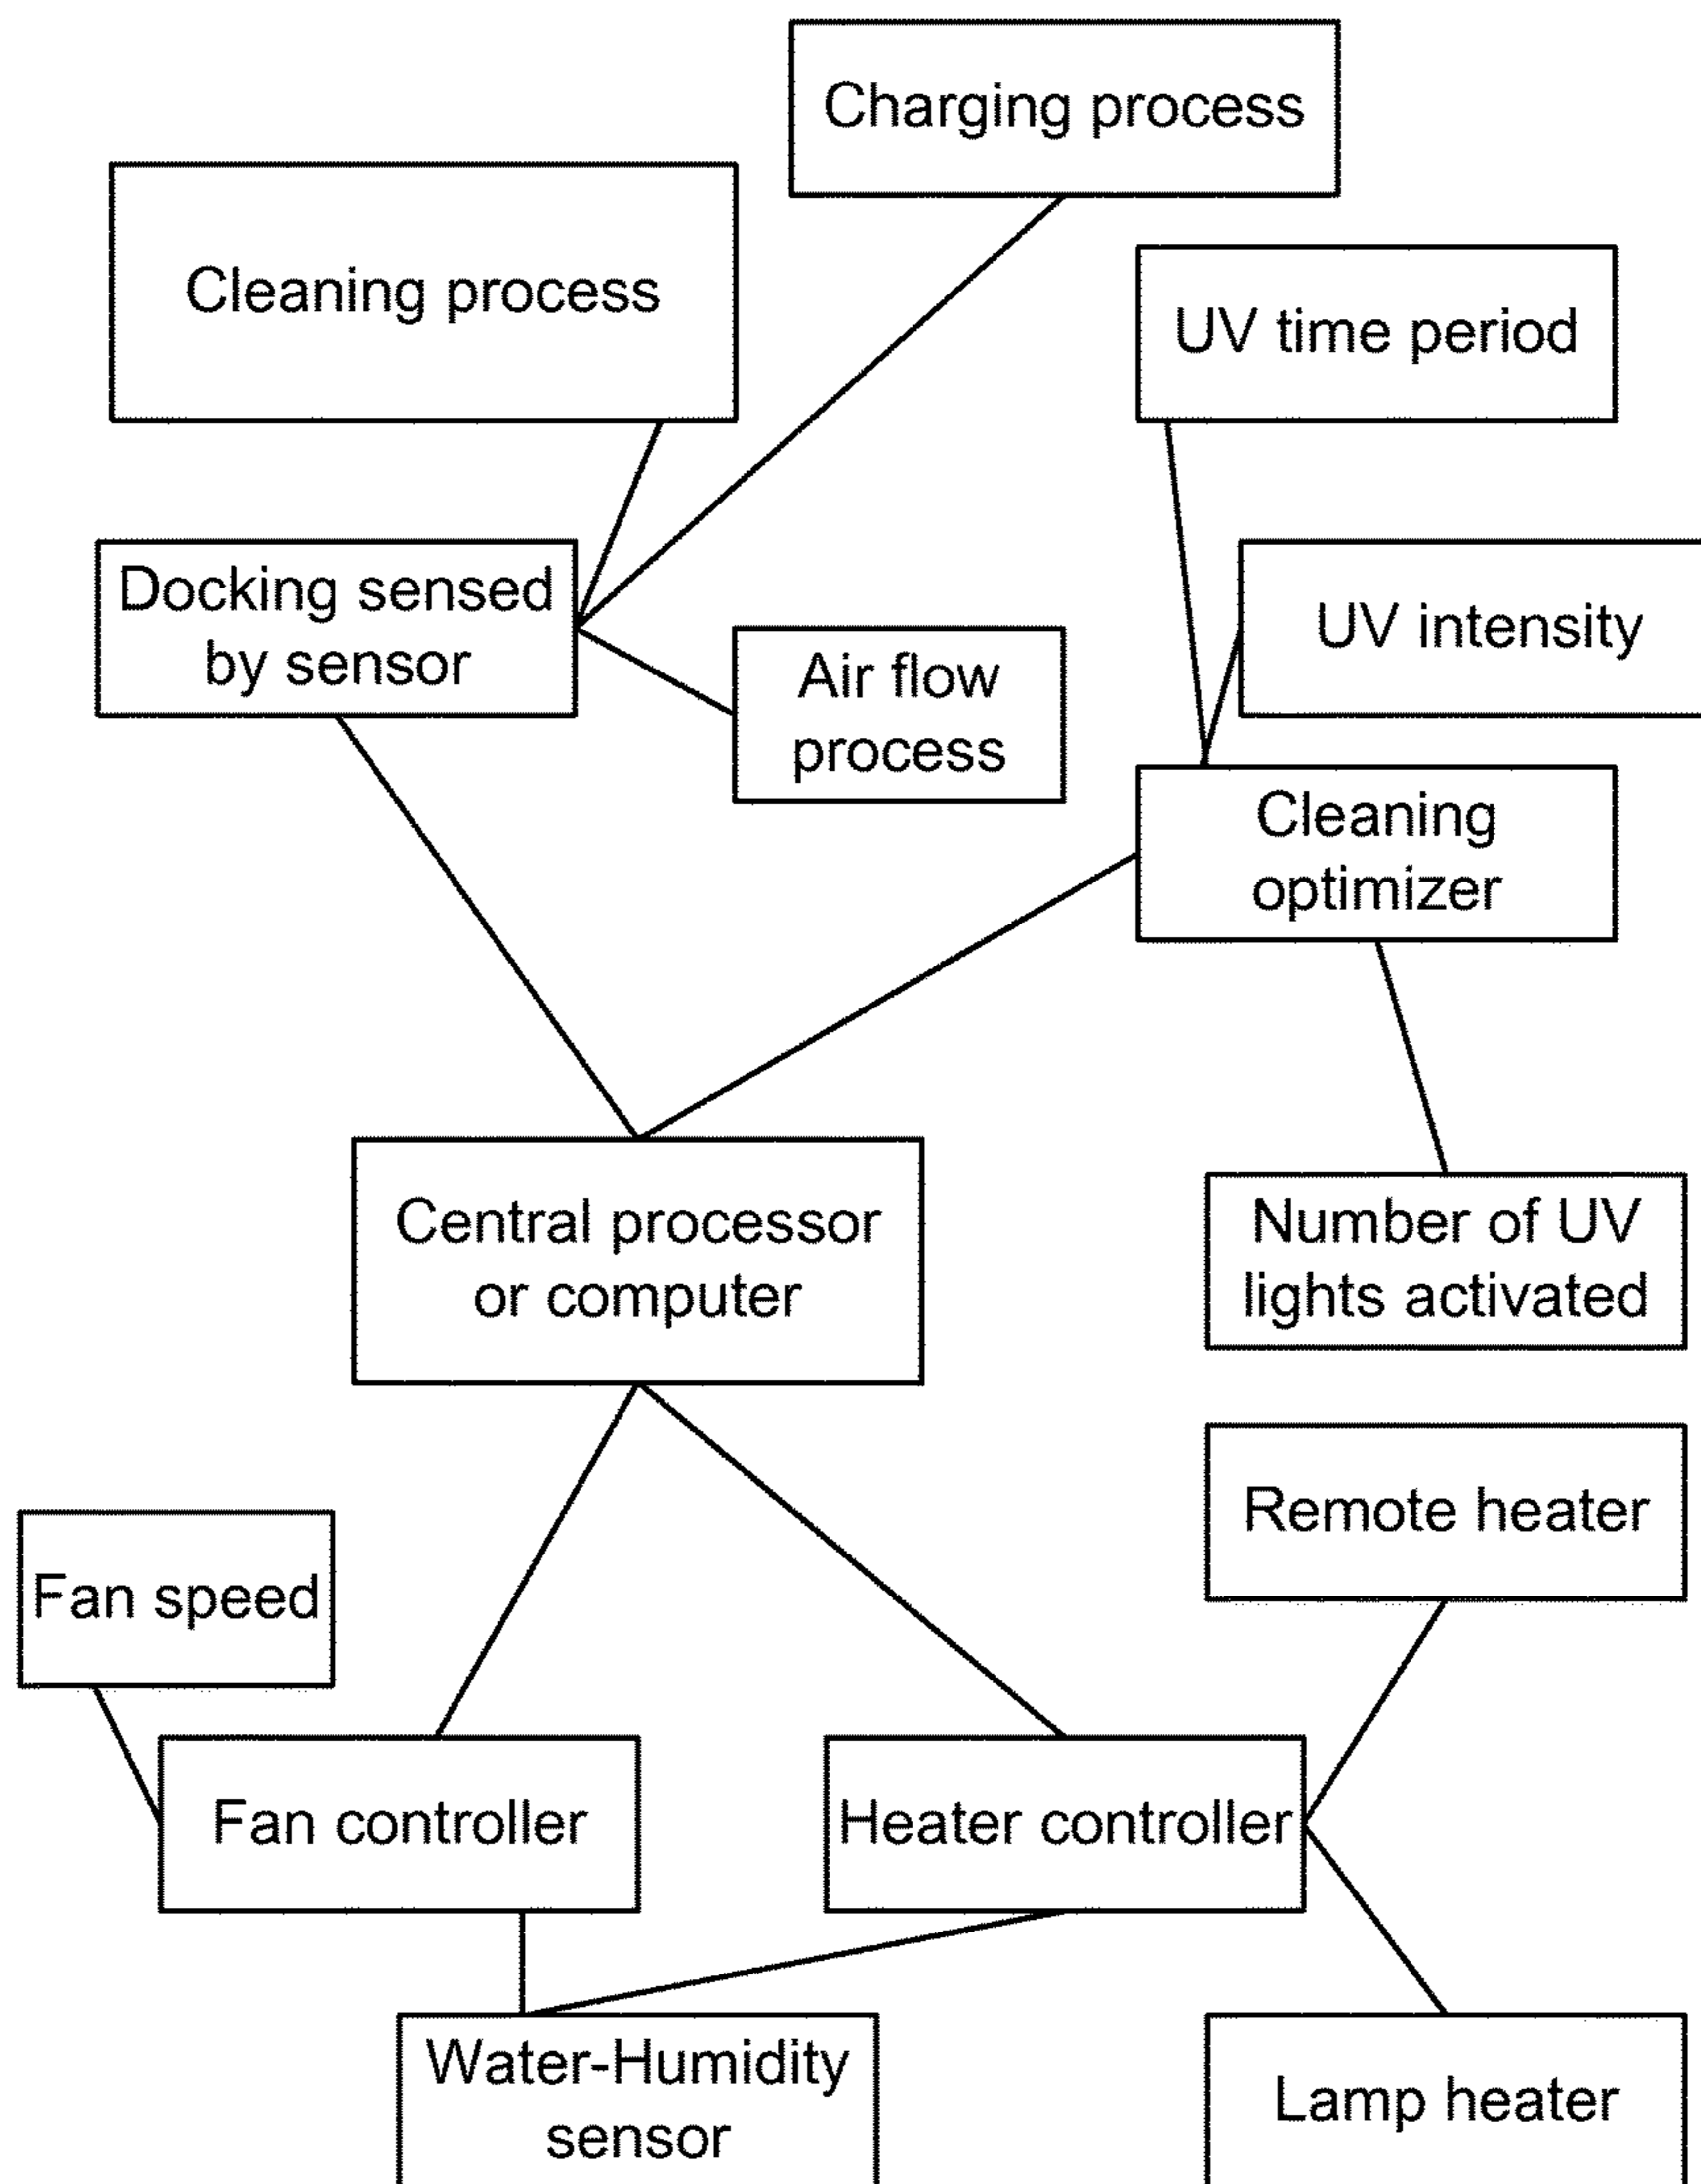 Charging process
Cleaning process
UV time period
Docking sensed
by sensor
UV intensity
Air flow
process
Cleaning
optimizer
Central processor
or computer
Number of UV
lights activated
Remote heater
Fan speed
Fan controller
Heater controller
Water-Humidity
sensor
Lamp heater